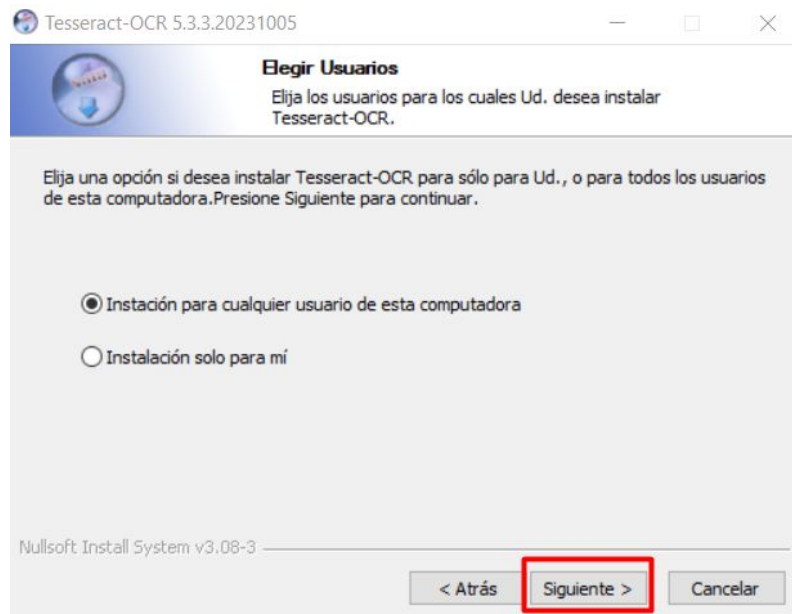 Tesseract-OCR 5.3.3.20231005
Elegir Usuarios
Elija los usuarios para los cuales Ud. desea instalar
Tesseract-OCR.
Elija una opción si desea instalar Tesseract-OCR para sólo para Ud., o para todos los usuarios
de esta computadora.Presione Siguiente para continuar.
Instación para cualquier usuario de esta computadora
Instalación solo para mí
Nullsoft Install System v3.08-3
< Atrás Siguiente > Cancelar